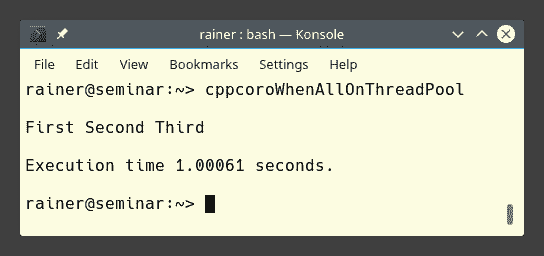 rainer : bash — Konsole
File Edit View Bookmarks Settings Help
rainer@seminar:~> cppcoroWhenAllOnThreadPool
First Second Third
Execution time 1.00061 seconds.
rainer@seminar:~>